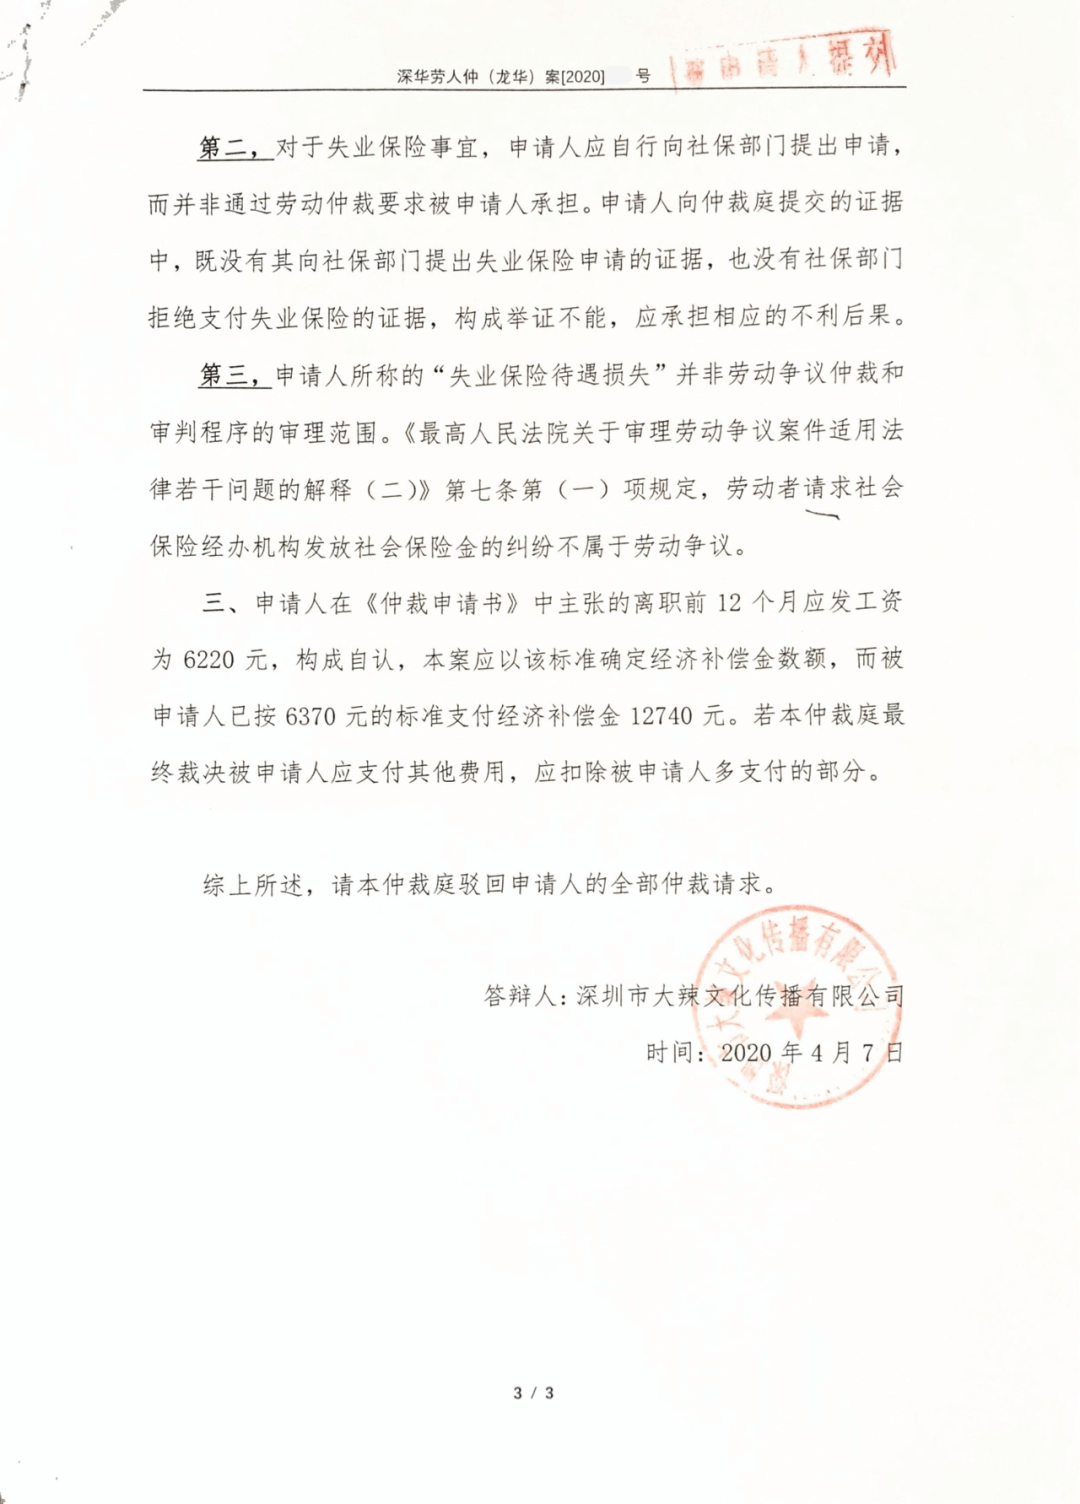 深华劳人仲（龙华）案[2020] 号
被申请人提交
第二，对于失业保险事宜，申请人应自行向社保部门提出申请，
而并非通过劳动仲裁要求被申请人承担。申请人向仲裁庭提交的证据
中，既没有其向社保部门提出失业保险申请的证据，也没有社保部门
拒绝支付失业保险的证据，构成举证不能，应承担相应的不利后果。
第三，申请人所称的“失业保险待遇损失”并非劳动争议仲裁和
审判程序的审理范围。《最高人民法院关于审理劳动争议案件适用法
律若干问题的解释（二）》第七条第（一）项规定，劳动者请求社会
保险经办机构发放社会保险金的纠纷不属于劳动争议。
三、申请人在《仲裁申请书》中主张的离职前 12 个月应发工资
为 6220 元，构成自认，本案应以该标准确定经济补偿金数额，而被
申请人已按 6370 元的标准支付经济补偿金 12740 元。若本仲裁庭最
终裁决被申请人应支付其他费用，应扣除被申请人多支付的部分。
综上所述，请本仲裁庭驳回申请人的全部仲裁请求。
答辩人：深圳市大辣文化传播有限公司
时间：2020 年 4 月 7 日
深圳市大辣文化传播有限公司
3 / 3